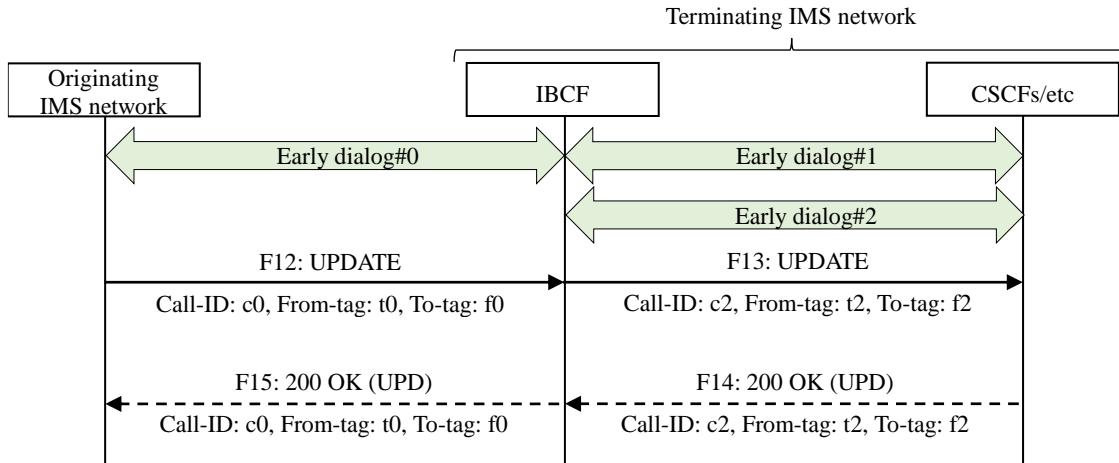 Terminating IMS network
Originating
IMS network
IBCF
CSCFs/etc
Early dialog#0
Early dialog#1
Early dialog#2
F12: UPDATE
F13: UPDATE
Call-ID: c0, From-tag: t0, To-tag: f0
Call-ID: c2, From-tag: t2, To-tag: f2
F15: 200 OK (UPD)
F14: 200 OK (UPD)
Call-ID: c0, From-tag: t0, To-tag: f0
Call-ID: c2, From-tag: t2, To-tag: f2